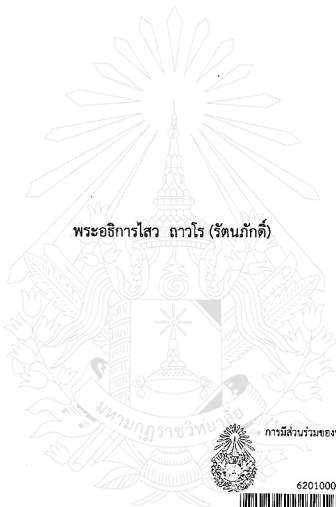 พระอธิการไสว ถาวโร (รัตนภักดิ์)
มหามกุฏราชวิทยาลัย
การมีส่วนร่วมของ
6201000